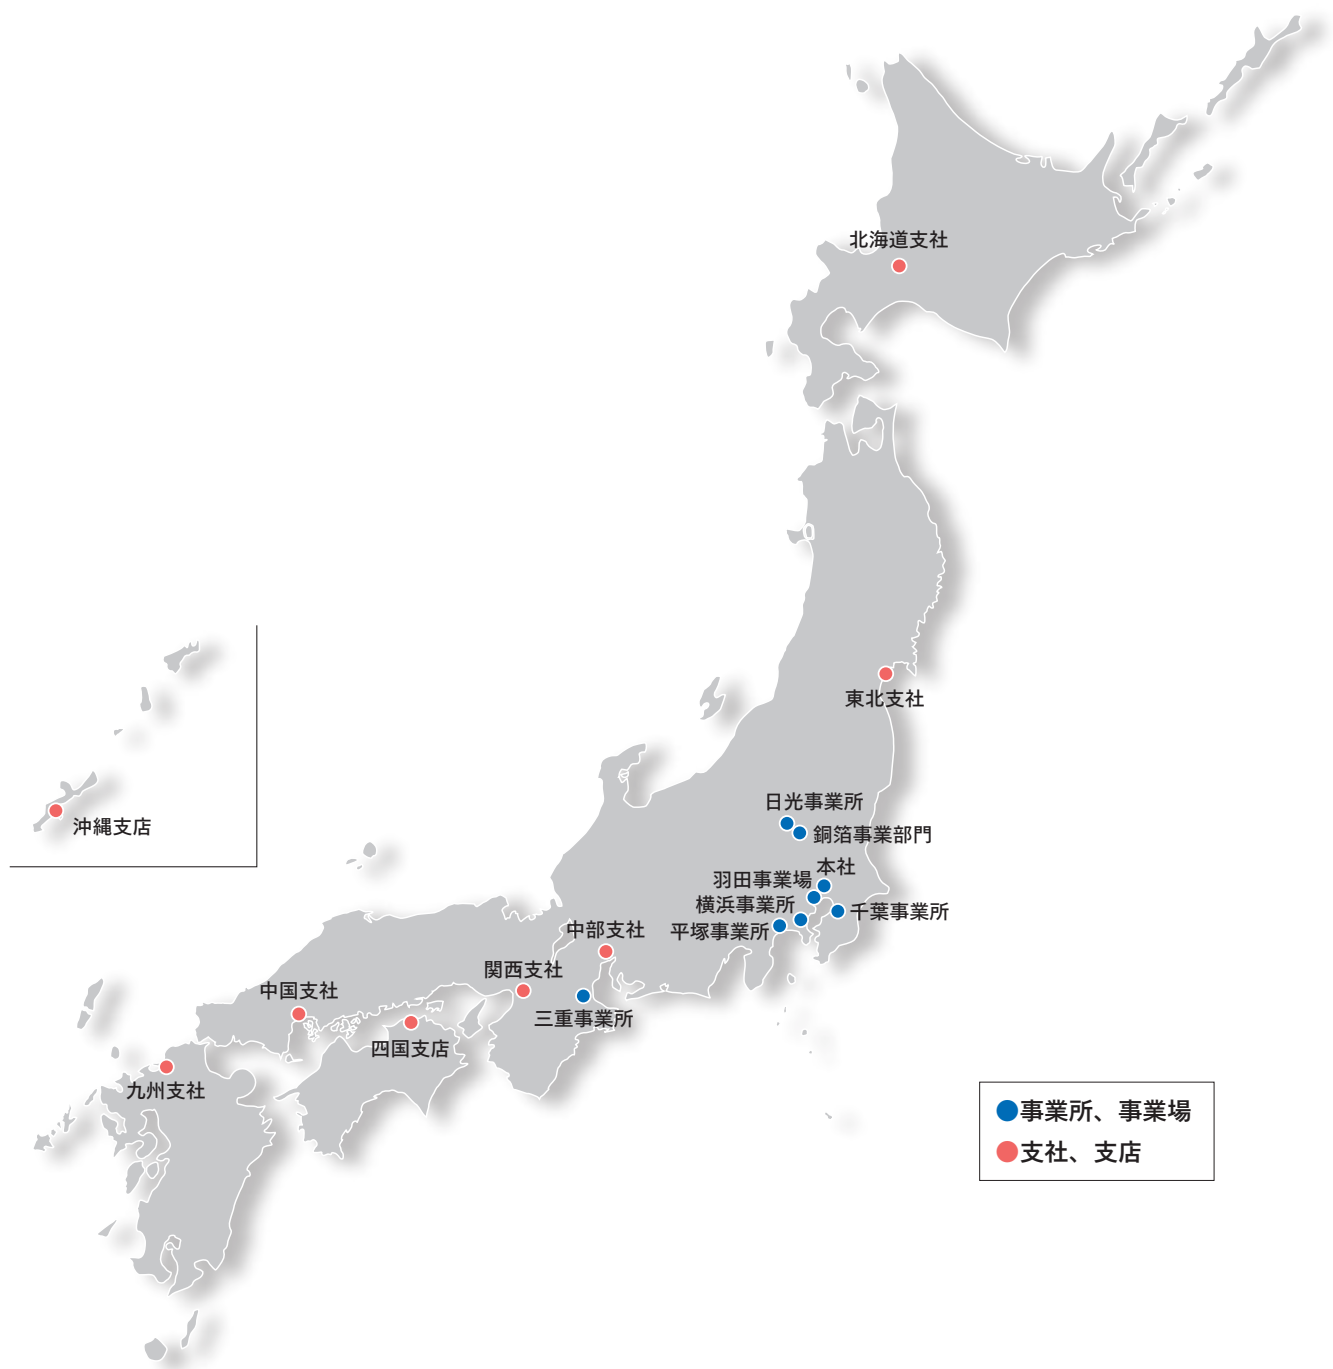 北海道支社
東北支社
沖縄支店
日光事業所
銅箔事業部門
本社
羽田事業場
横浜事業所
千葉事業所
平塚事業所
中部支社
関西支社
中国支社
三重事業所
四国支店
九州支社
事業所、事業場
支社、支店